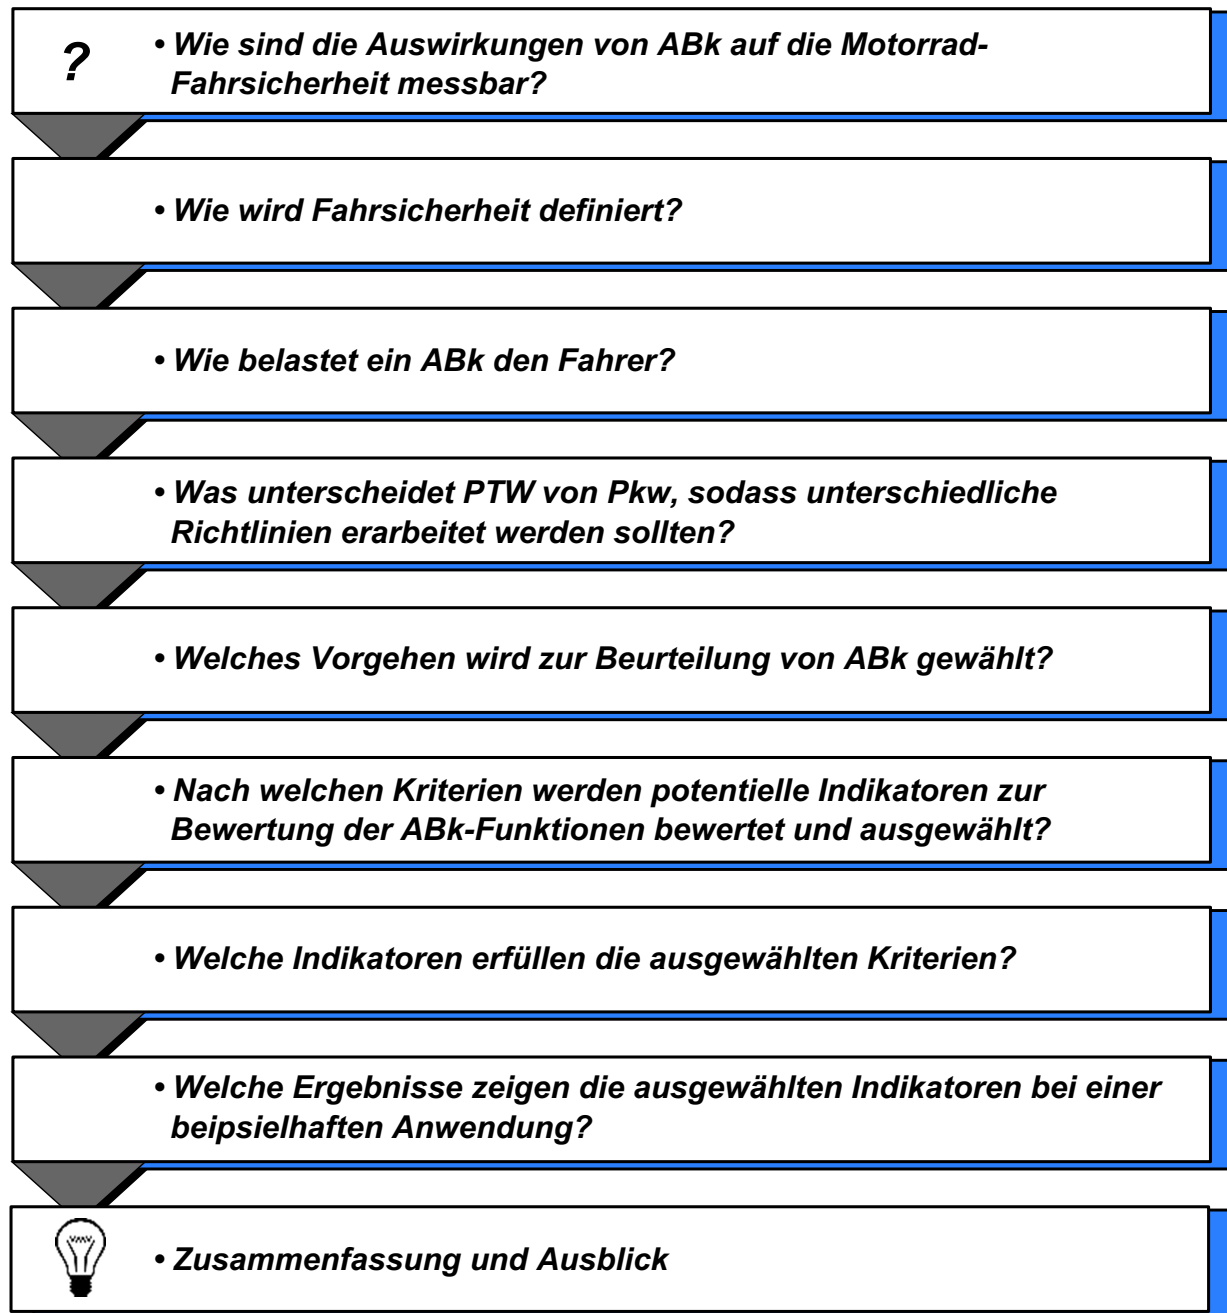 ?
• Wie sind die Auswirkungen von ABk auf die Motorrad-
Fahrsicherheit messbar?
• Wie wird Fahrsicherheit definiert?
• Wie belastet ein ABk den Fahrer?
• Was unterscheidet PTW von Pkw, sodass unterschiedliche
Richtlinien erarbeitet werden sollten?
• Welches Vorgehen wird zur Beurteilung von ABk gewählt?
• Nach welchen Kriterien werden potentielle Indikatoren zur
Bewertung der ABk-Funktionen bewertet und ausgewählt?
• Welche Indikatoren erfüllen die ausgewählten Kriterien?
• Welche Ergebnisse zeigen die ausgewählten Indikatoren bei einer
beipsielhaften Anwendung?
• Zusammenfassung und Ausblick